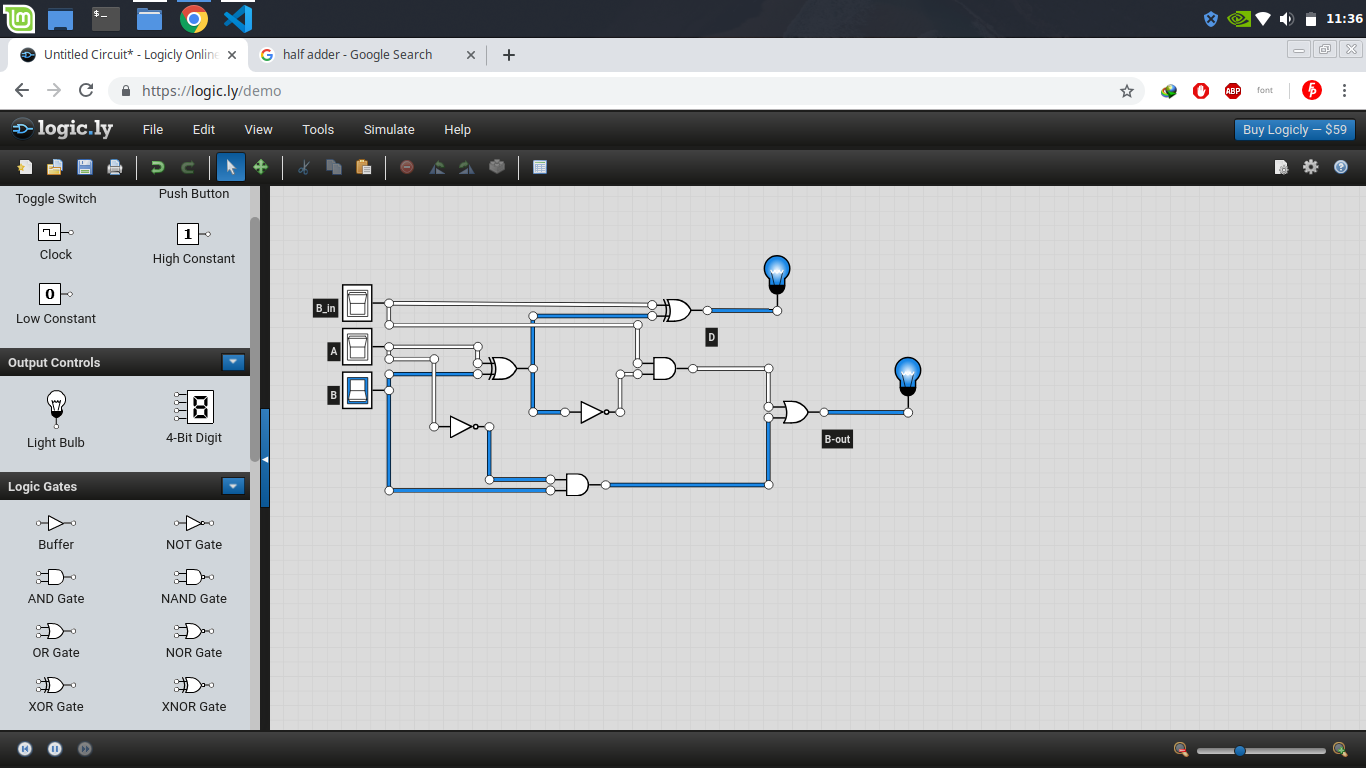 11:36
Untitled Circuit* - Logicly Online
half adder - Google Search
https://logic.ly/demo
ABP
font
logic.ly
File Edit View Tools Simulate Help
Buy Logicly — $59
Toggle Switch
Push Button
Clock
1
High Constant
0
Low Constant
Output Controls
Light Bulb
8
4-Bit Digit
Logic Gates
Buffer
NOT Gate
AND Gate
NAND Gate
OR Gate
NOR Gate
XOR Gate
XNOR Gate
B_in
A
B
D
B-out